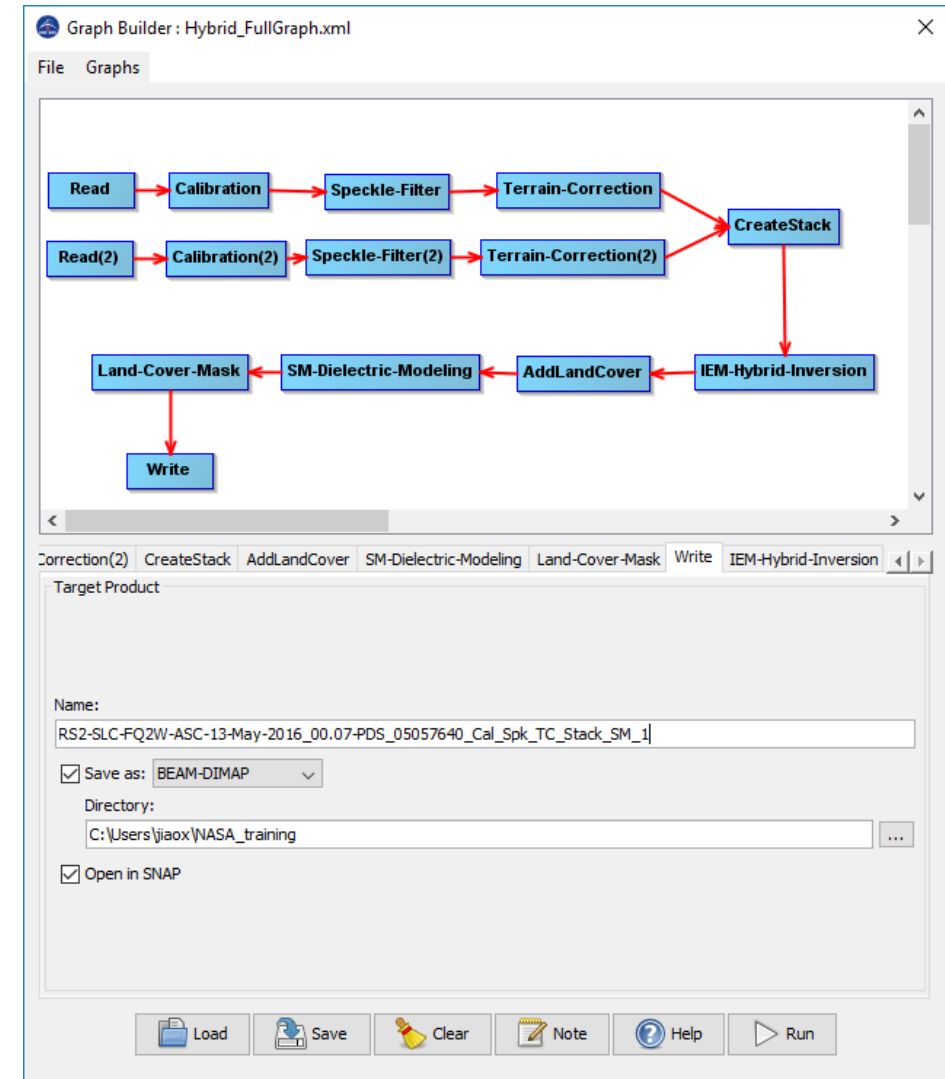 Graph Builder : Hybrid_FullGraph.xml
File Graphs
Read Calibration Speckle-Filter Terrain-Correction
CreateStack
Read(2) Calibration(2) Speckle-Filter(2) Terrain-Correction(2)
Land-Cover-Mask SM-Dielectric-Modeling AddLandCover IEM-Hybrid-Inversion
Write
Correction(2) CreateStack AddLandCover SM-Dielectric-Modeling Land-Cover-Mask Write IEM-Hybrid-Inversion
Target Product
Name:
RS2-SLC-FQ2W-ASC-13-May-2016_00.07-PDS_05057640_Cal_Spk_TC_Stack_SM_1
Save as: BEAM-DIMAP
Directory:
C:\Users\jiaox\NASA_training
...
Open in SNAP
Load Save Clear Note Help Run